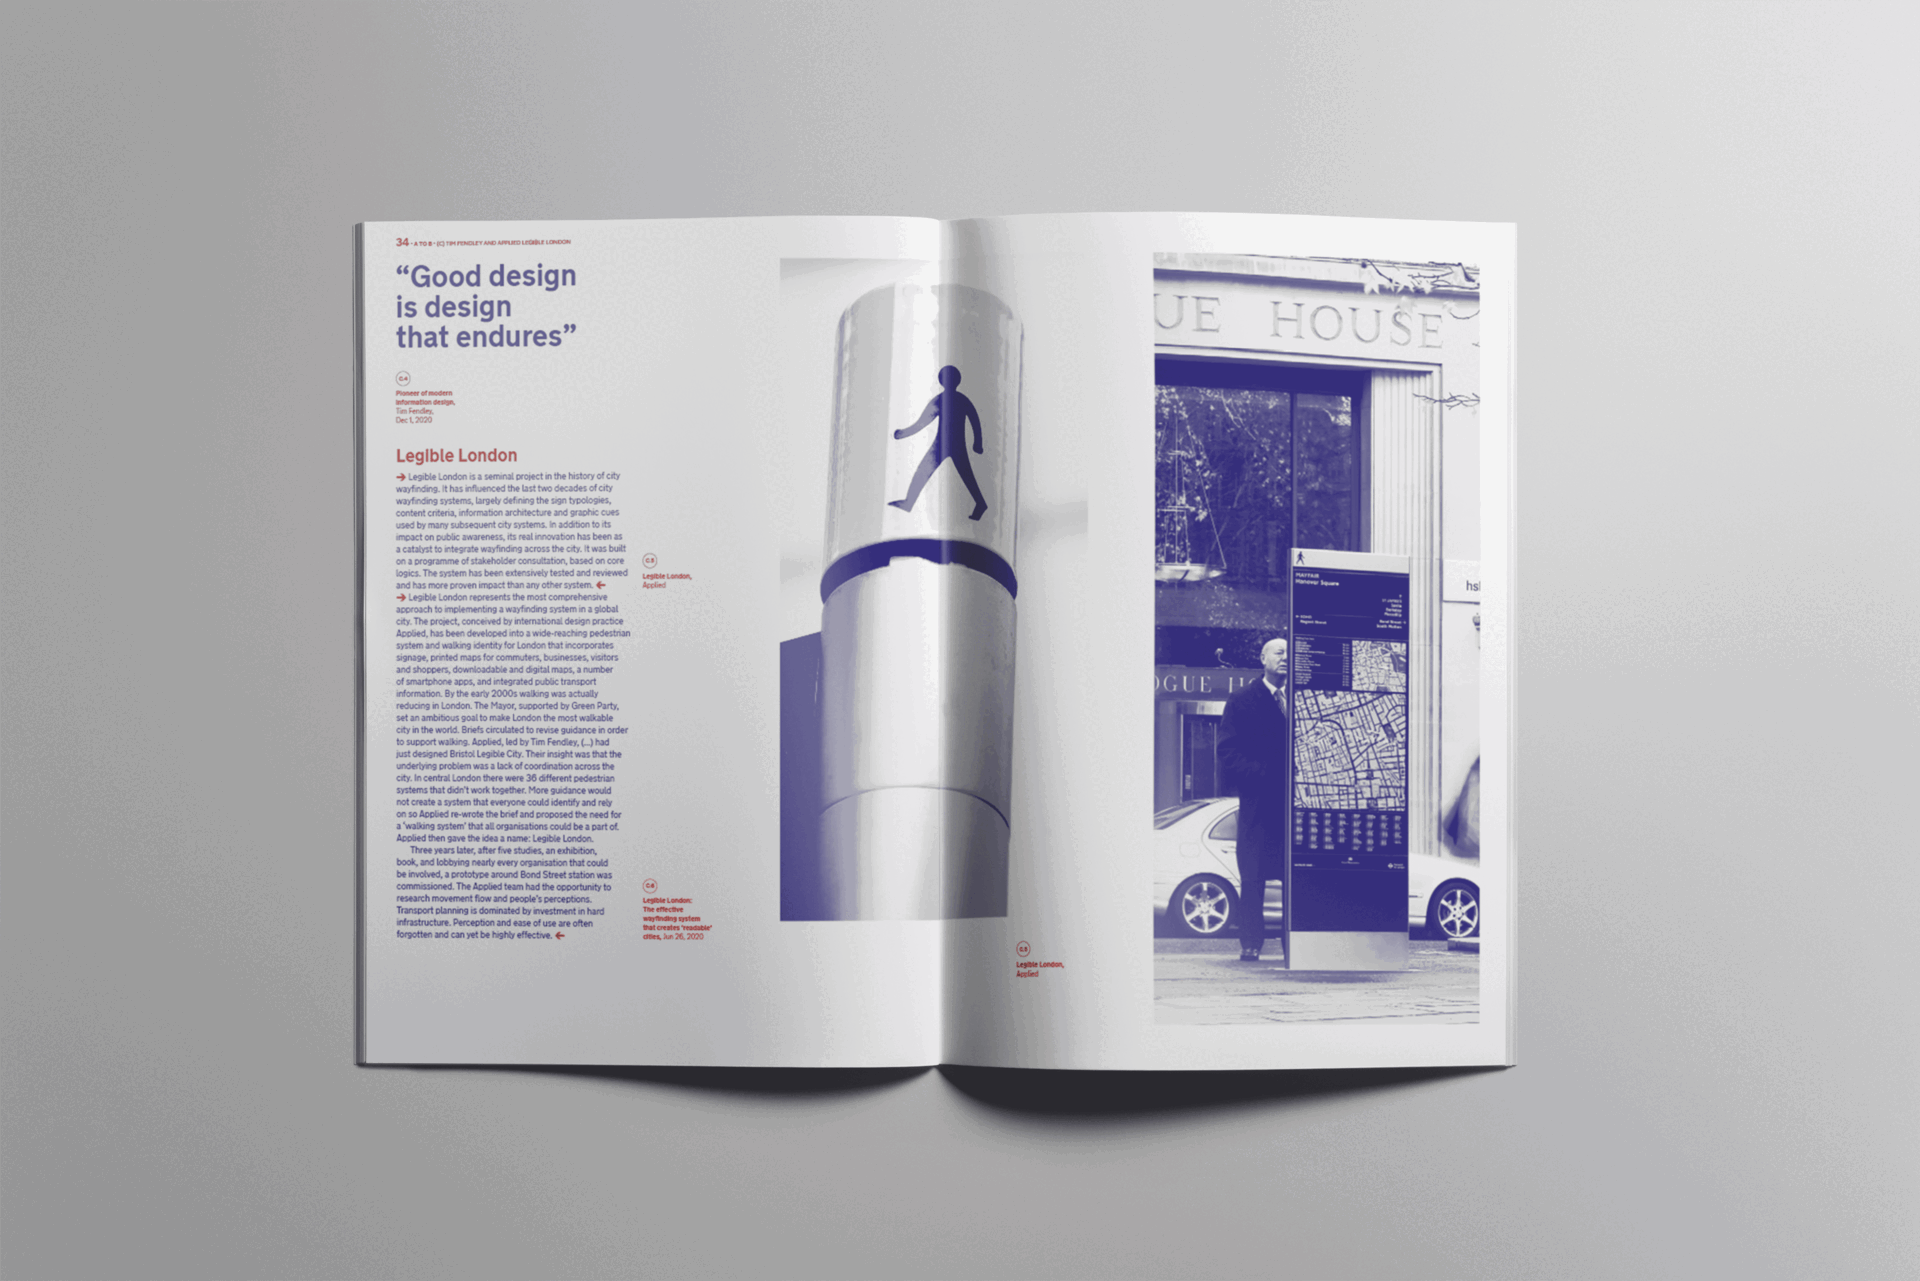 34 - A TO B - (C) TIM FENDLEY AND APPLIED LEGIBLE LONDON
“Good design
is design
that endures”
C.4
Pioneer of modern
information design,
Tim Fendley,
Dec 1, 2020
Legible London
→ Legible London is a seminal project in the history of city
wayfinding. It has influenced the last two decades of city
wayfinding systems, largely defining the sign typologies,
content criteria, information architecture and graphic cues
used by many subsequent city systems. In addition to its
impact on public awareness, its real innovation has been as
a catalyst to integrate wayfinding across the city. It was built
on a programme of stakeholder consultation, based on core
logics. The system has been extensively tested and reviewed
and has more proven impact than any other system. ←
→ Legible London represents the most comprehensive
approach to implementing a wayfinding system in a global
city. The project, conceived by international design practice
Applied, has been developed into a wide-reaching pedestrian
system and walking identity for London that incorporates
signage, printed maps for commuters, businesses, visitors
and shoppers, downloadable and digital maps, a number
of smartphone apps, and integrated public transport
information. By the early 2000s walking was actually
reducing in London. The Mayor, supported by Green Party,
set an ambitious goal to make London the most walkable
city in the world. Briefs circulated to revise guidance in order
to support walking. Applied, led by Tim Fendley, (...) had
just designed Bristol Legible City. Their insight was that the
underlying problem was a lack of coordination across the
city. In central London there were 36 different pedestrian
systems that didn't work together. More guidance would
not create a system that everyone could identify and rely
on so Applied re-wrote the brief and proposed the need for
a ‘walking system’ that all organisations could be a part of.
Applied then gave the idea a name: Legible London.
Three years later, after five studies, an exhibition,
book, and lobbying nearly every organisation that could
be involved, a prototype around Bond Street station was
commissioned. The Applied team had the opportunity to
research movement flow and people's perceptions.
Transport planning is dominated by investment in hard
infrastructure. Perception and ease of use are often
forgotten and can yet be highly effective. ←
Legible London,
Applied
Legible London:
The effective
wayfinding system
that creates ‘readable’
cities, Jun 26, 2020
Legible London,
Applied
UE HOUSE
OGUE HO
hsl
MAYFAIR
Hanover Square